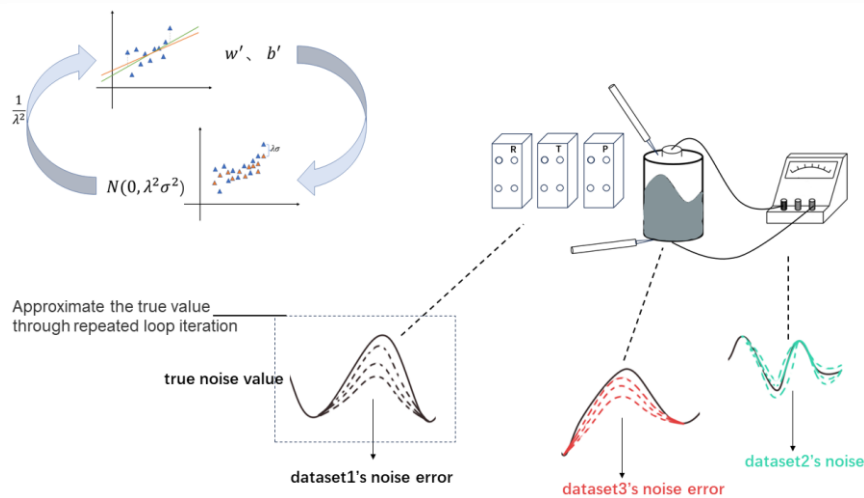 w′、 b′
1/λ²
λσ
N(0, λ²σ²)
R T P
Approximate the true value
through repeated loop iteration
true noise value
dataset1's noise error
dataset3's noise error
dataset2's noise